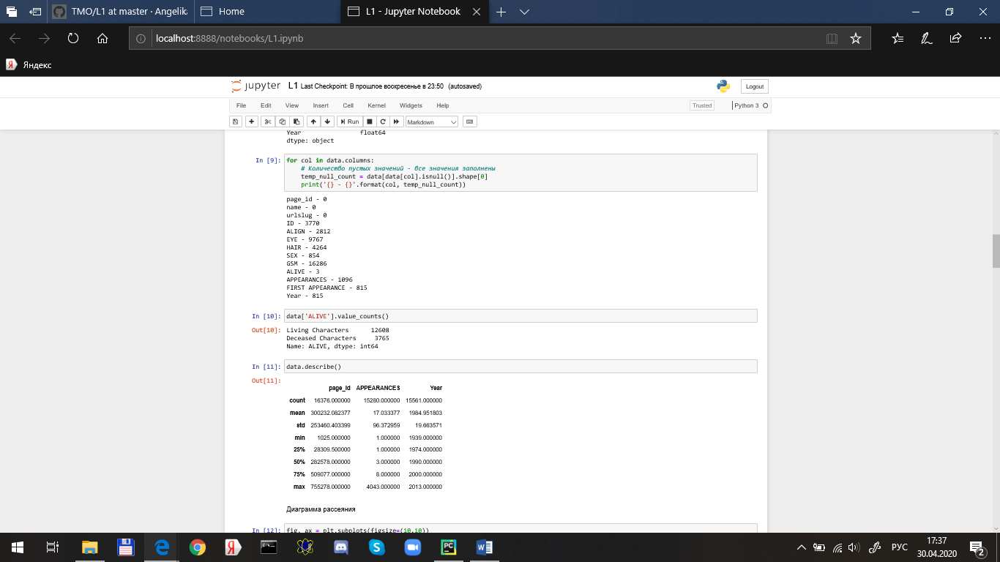 TMO/L1 at master · Angelika
Home
L1 - Jupyter Notebook
localhost:8888/notebooks/L1.ipynb
Я Яндекс
jupyter L1 Last Checkpoint: В прошлое воскресенье в 23:50 (autosaved)
Logout
File Edit View Insert Cell Kernel Widgets Help
Trusted
Python 3
Run
Markdown
Year float64
dtype: object
In [9]: for col in data.columns:
# Количество пустых значений - все значения заполнены
temp_null_count = data[data[col].isnull()].shape[0]
print('{} - {}'.format(col, temp_null_count))
page_id - 0
name - 0
urlslug - 0
ID - 3770
ALIGN - 2812
EYE - 9767
HAIR - 4264
SEX - 854
GSM - 16286
ALIVE - 3
APPEARANCES - 1096
FIRST APPEARANCE - 815
Year - 815
In [10]: data['ALIVE'].value_counts()
Out[10]: Living Characters 12608
Deceased Characters 3765
Name: ALIVE, dtype: int64
In [11]: data.describe()
Out[11]:
page_id APPEARANCES Year
count 16376.000000 15280.000000 15561.000000
mean 300232.082377 17.033377 1984.951803
std 253460.403399 96.372959 19.663571
min 1025.000000 1.000000 1939.000000
25% 28309.500000 1.000000 1974.000000
50% 282578.000000 3.000000 1990.000000
75% 509077.000000 8.000000 2000.000000
max 755278.000000 4043.000000 2013.000000
Диаграмма рассеяния
In [12]: fig, ax = plt.subplots(figsize=(10,10))
РУС
17:37
30.04.2020
2